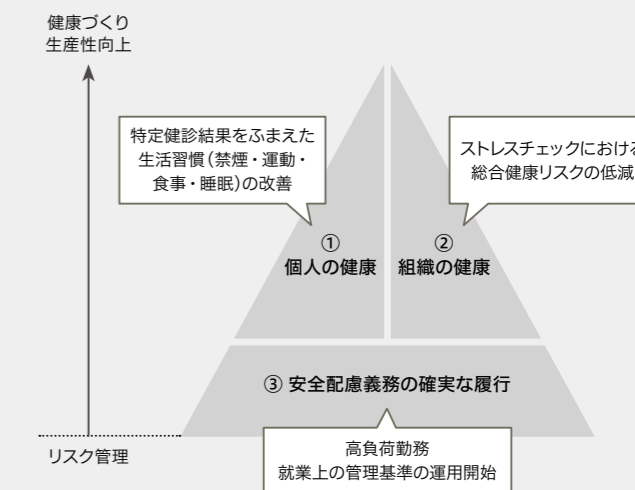 健康づくり
生産性向上
特定健診結果をふまえた
生活習慣(禁煙・運動・
食事・睡眠)の改善
ストレスチェックにおける
総合健康リスクの低減
①
個人の健康
②
組織の健康
③ 安全配慮義務の確実な履行
リスク管理
高負荷勤務
就業上の管理基準の運用開始